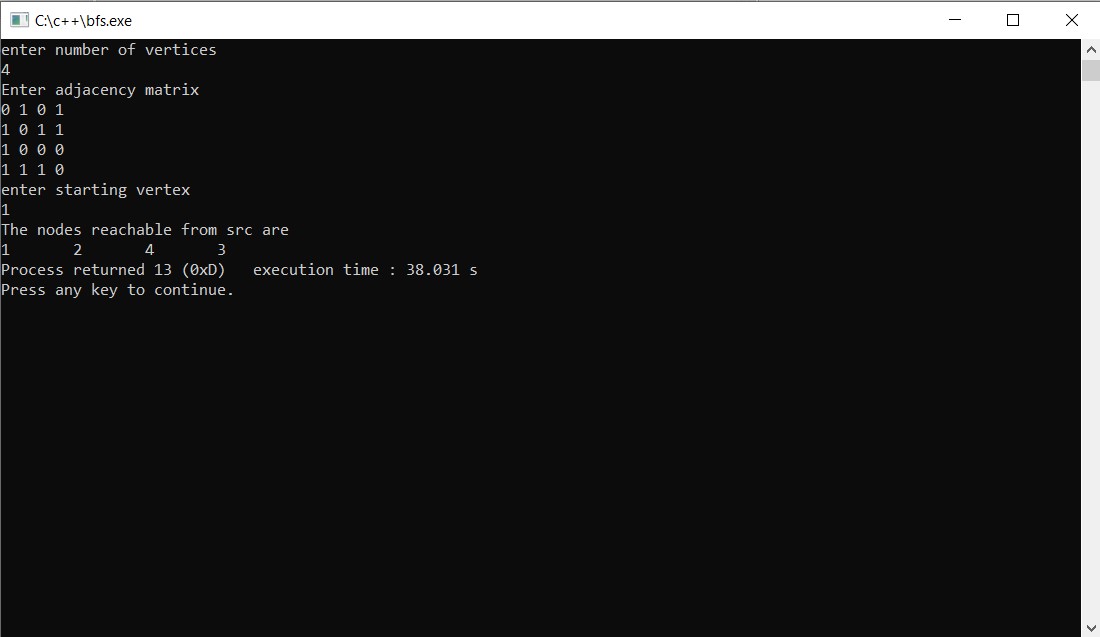 C:\c++\bfs.exe
enter number of vertices
4
Enter adjacency matrix
0 1 0 1
1 0 1 1
1 0 0 0
1 1 1 0
enter starting vertex
1
The nodes reachable from src are
1       2       4       3
Process returned 13 (0xD)   execution time : 38.031 s
Press any key to continue.